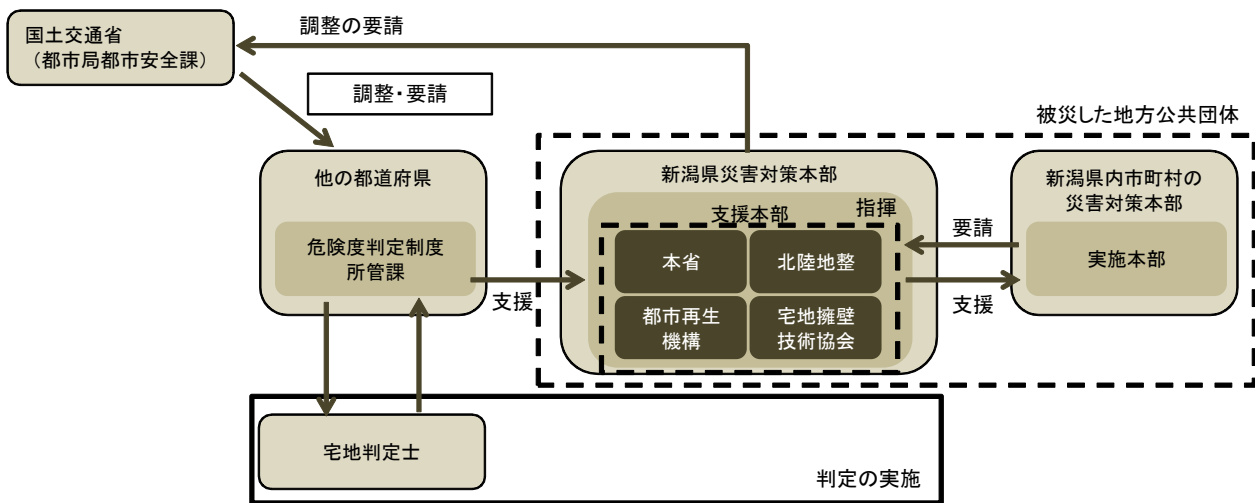 国土交通省
（都市局都市安全課）
調整の要請
調整・要請
被災した地方公共団体
他の都道府県
危険度判定制度
所管課
支援
新潟県災害対策本部
支援本部
指揮
本省
北陸地整
都市再生
機構
宅地擁壁
技術協会
要請
支援
新潟県内市町村の
災害対策本部
実施本部
宅地判定士
判定の実施